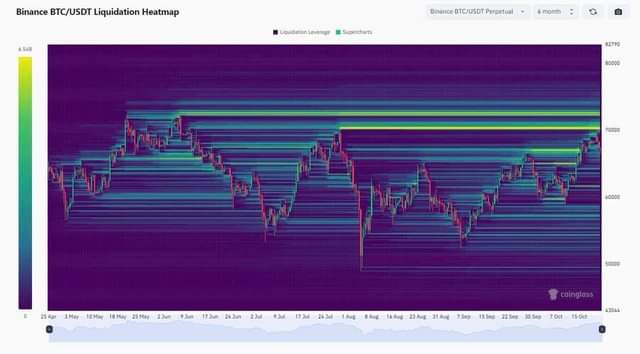 Binance BTC/USDT Liquidation Heatmap
Binance BTC/USDT Perpetual
6 month
Liquidation Leverage
Supercharts
82790
80000
70000
60000
50000
0
25 Apr
3 May
10 May
18 May
25 May
2 Jun
9 Jun
17 Jun
24 Jun
2 Jul
9 Jul
17 Jul
24 Jul
1 Aug
8 Aug
16 Aug
23 Aug
31 Aug
7 Sep
15 Sep
22 Sep
30 Sep
7 Oct
15 Oct
coinglass